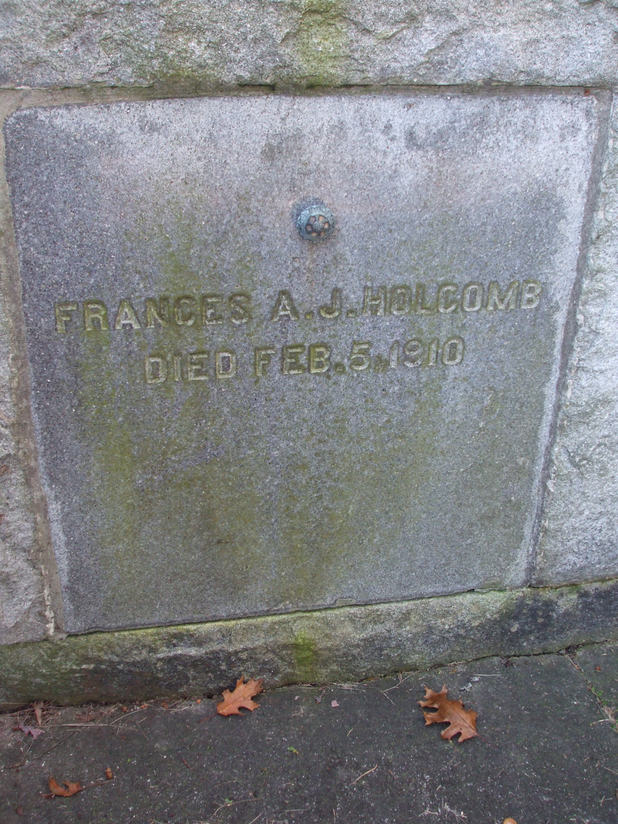 FRANCES A. J. HOLCOMB
DIED FEB. 5, 1910